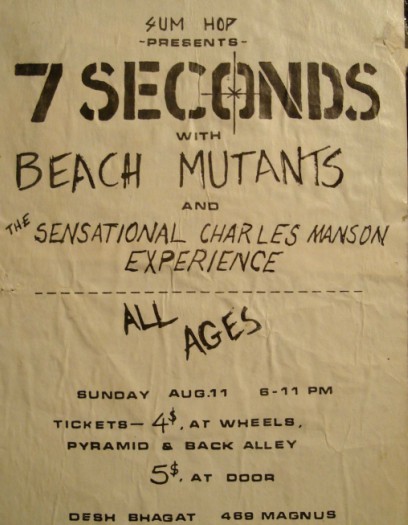 SUM HOP
-PRESENTS-
7 SECONDS
WITH
BEACH MUTANTS
AND
THE SENSATIONAL CHARLES MANSON
EXPERIENCE
ALL
AGES
SUNDAY AUG.11 6-11 PM
TICKETS— 4$, AT WHEELS,
PYRAMID & BACK ALLEY
5$, AT DOOR
DESH BHAGAT 469 MAGNUS